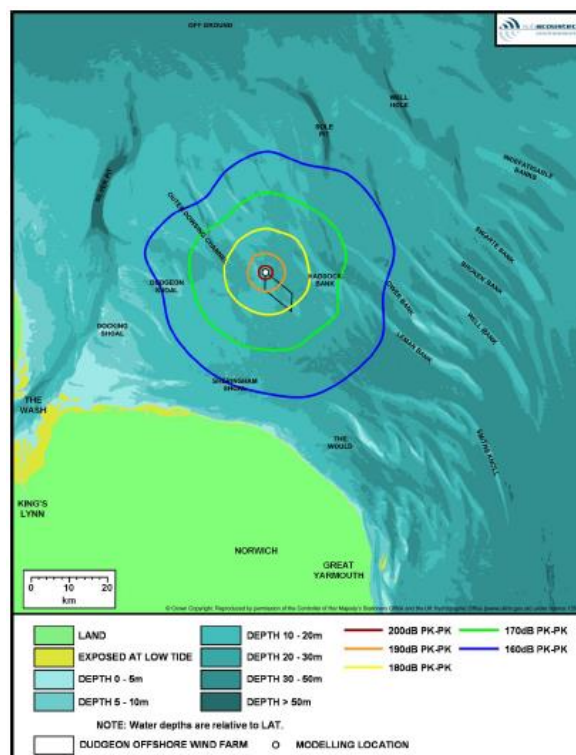 OFF GROUND
WELL
HOLE
SOLE
PIT
SILVER PIT
INDEFATIGABLE
BANKS
OUTER DOWSING CHANNEL
SWARTE BANK
BROKEN BANK
HADDOCK
BANK
DUDGEON
SHOAL
OWER BANK
WELL BANK
DOCKING
SHOAL
LEMAN BANK
SHERINGHAM
SHOAL
THE
WASH
THE
WOULD
SMITHS KNOLL
KING'S
LYNN
NORWICH
GREAT
YARMOUTH
0 10 20
km
LAND
EXPOSED AT LOW TIDE
DEPTH 0 - 5m
DEPTH 5 - 10m
DEPTH 10 - 20m
DEPTH 20 - 30m
DEPTH 30 - 50m
DEPTH > 50m
200dB PK-PK
190dB PK-PK
180dB PK-PK
170dB PK-PK
160dB PK-PK
NOTE: Water depths are relative to LAT.
DUDGEON OFFSHORE WIND FARM
MODELLING LOCATION